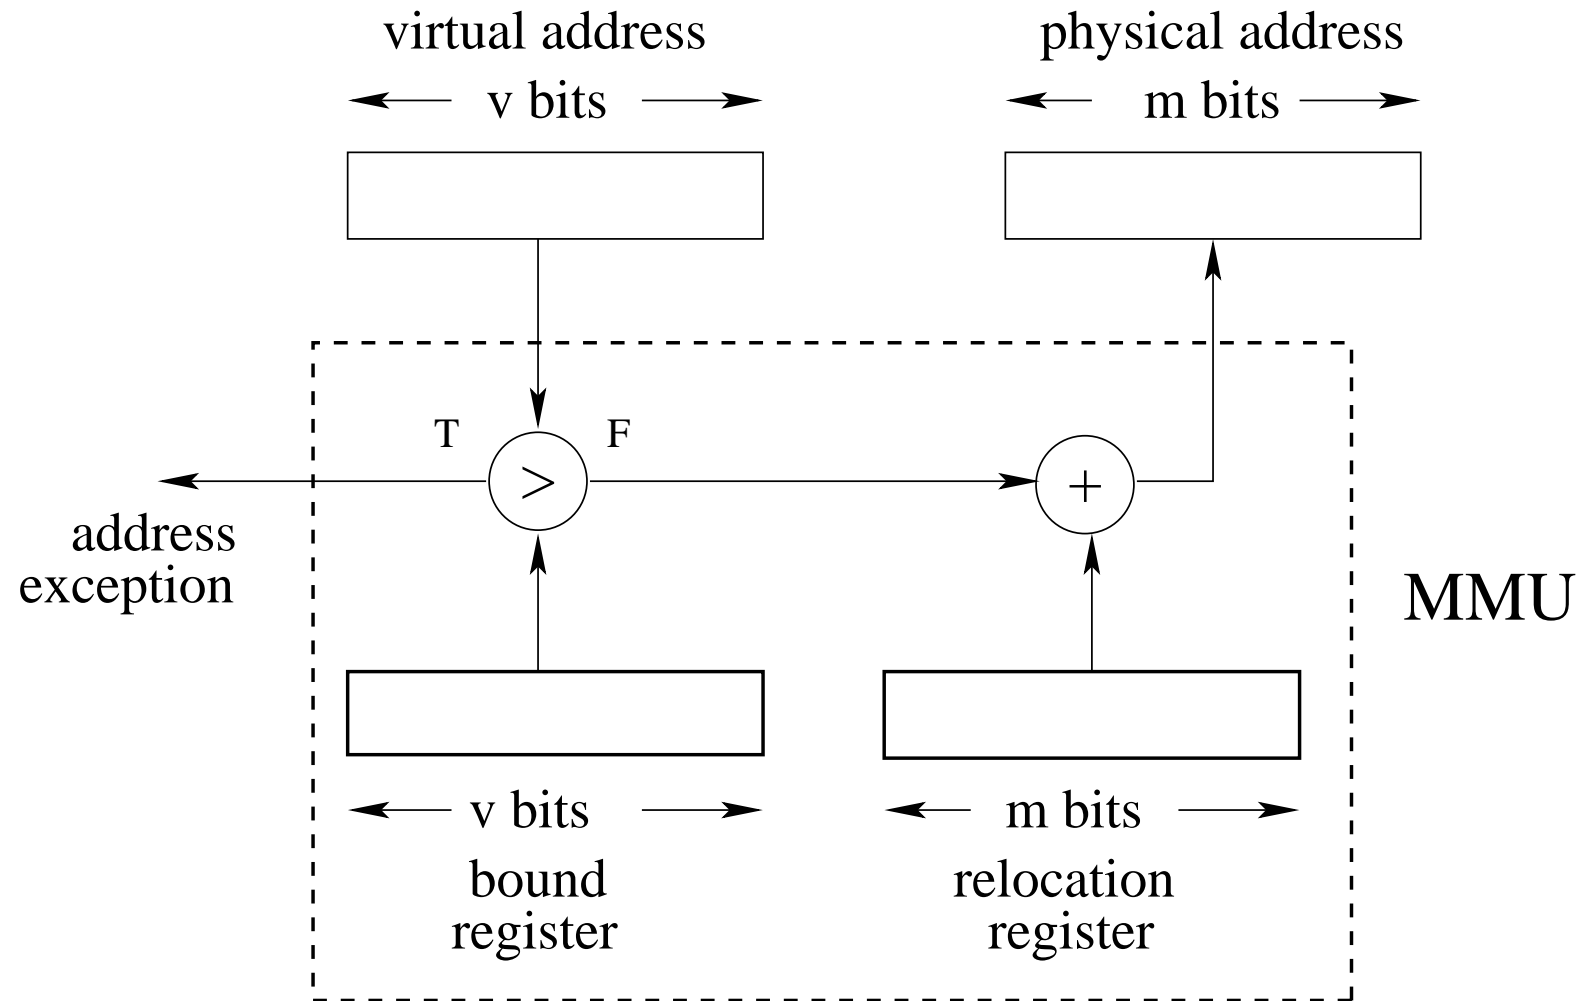 virtual address
physical address
v bits
m bits
T
F
>
+
address
exception
MMU
v bits
m bits
bound
register
relocation
register